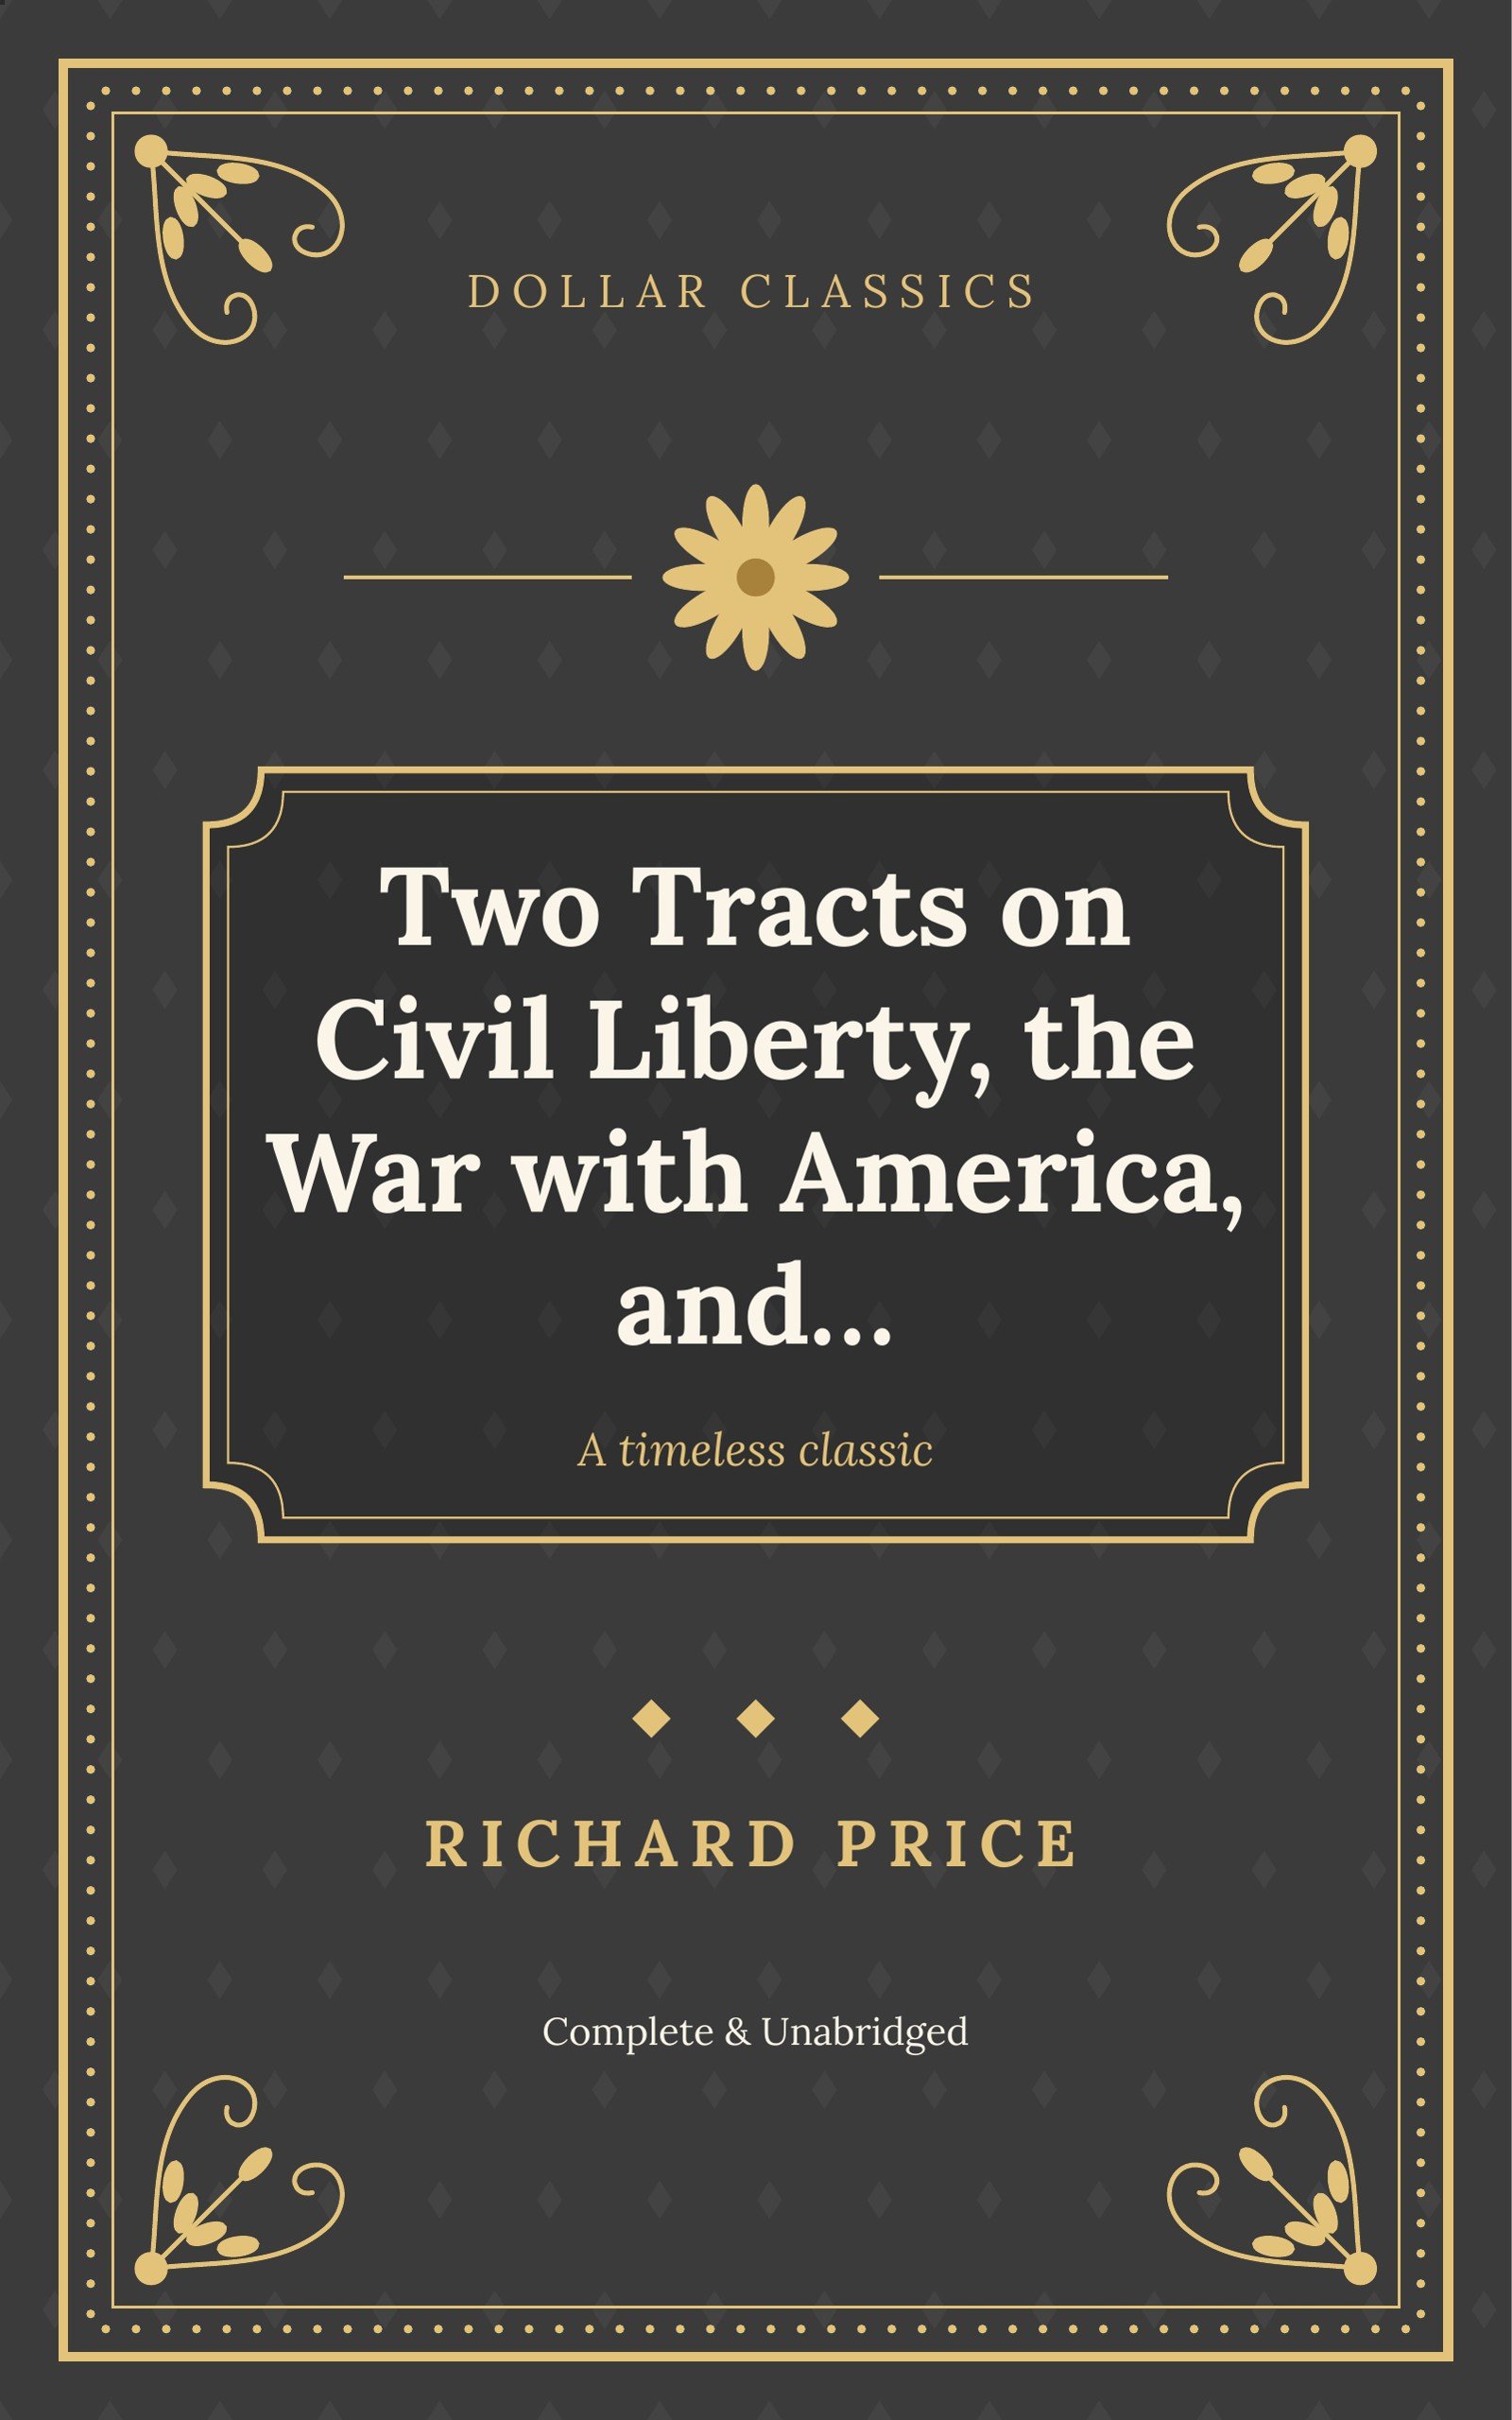 DOLLAR CLASSICS
Two Tracts on
Civil Liberty, the
War with America,
and...
A timeless classic
RICHARD PRICE
Complete & Unabridged